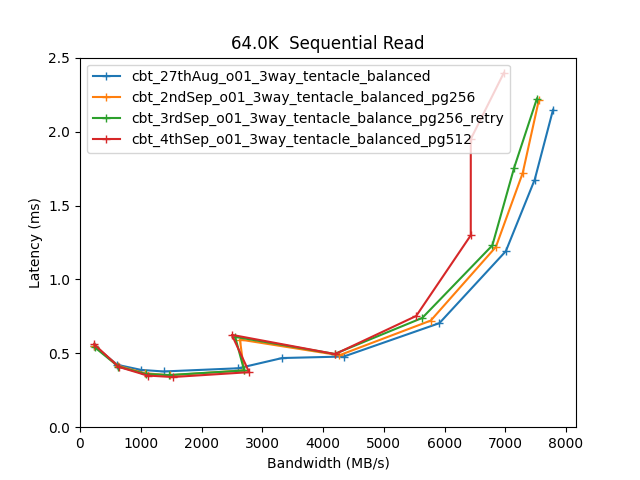 64.0K  Sequential Read
cbt_27thAug_o01_3way_tentacle_balanced
cbt_2ndSep_o01_3way_tentacle_balanced_pg256
cbt_3rdSep_o01_3way_tentacle_balance_pg256_retry
cbt_4thSep_o01_3way_tentacle_balanced_pg512
2.5
2.0
1.5
1.0
0.5
0.0
Latency (ms)
0 1000 2000 3000 4000 5000 6000 7000 8000
Bandwidth (MB/s)